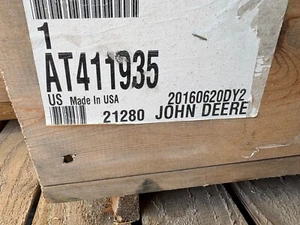 1
AT411935
US Made In USA 20160620DY2
21280 JOHN DEERE